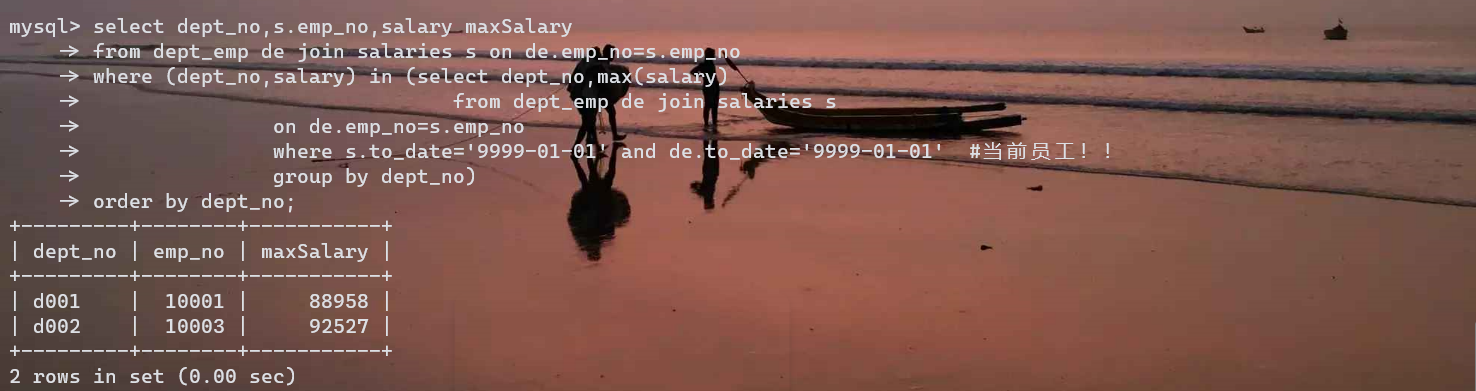 mysql> select dept_no,s.emp_no,salary maxSalary
    -> from dept_emp de join salaries s on de.emp_no=s.emp_no
    -> where (dept_no,salary) in (select dept_no,max(salary)
    ->                               from dept_emp de join salaries s
    ->                on de.emp_no=s.emp_no
    ->                where s.to_date='9999-01-01' and de.to_date='9999-01-01'  #当前员工！！
    ->                group by dept_no)
    -> order by dept_no;
+---------+--------+-----------+
| dept_no | emp_no | maxSalary |
+---------+--------+-----------+
| d001    |  10001 |     88958 |
| d002    |  10003 |     92527 |
+---------+--------+-----------+
2 rows in set (0.00 sec)